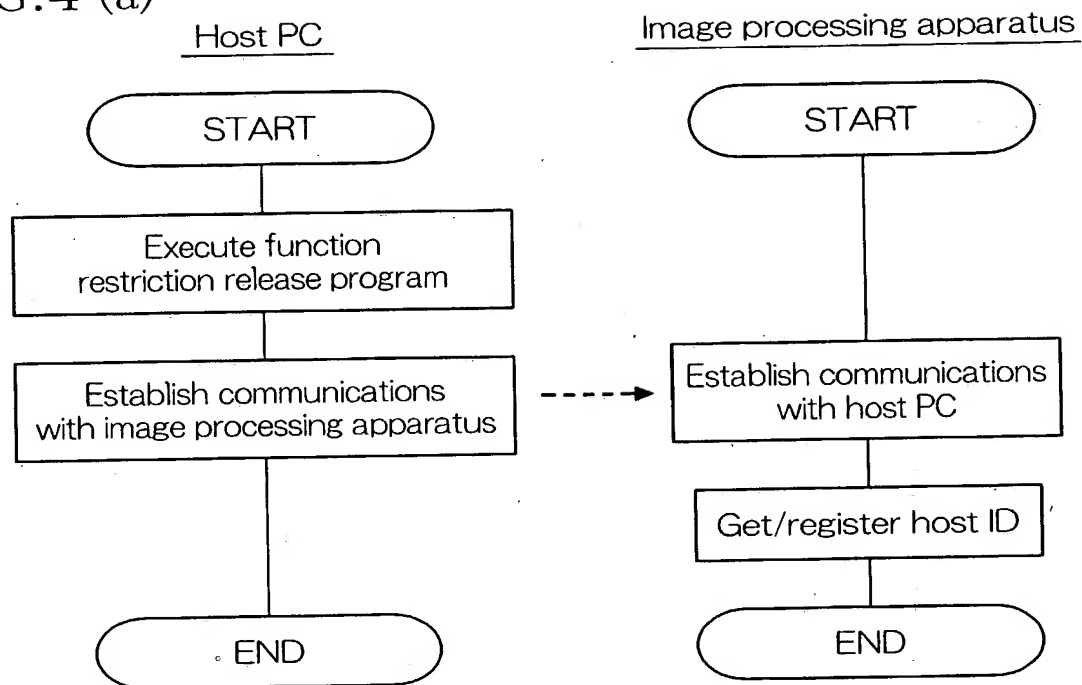 G.4 (a)
Host PC
START
Execute function
restriction release program
Establish communications
with image processing apparatus
END
Image processing apparatus
START
Establish communications
with host PC
Get/register host ID
END